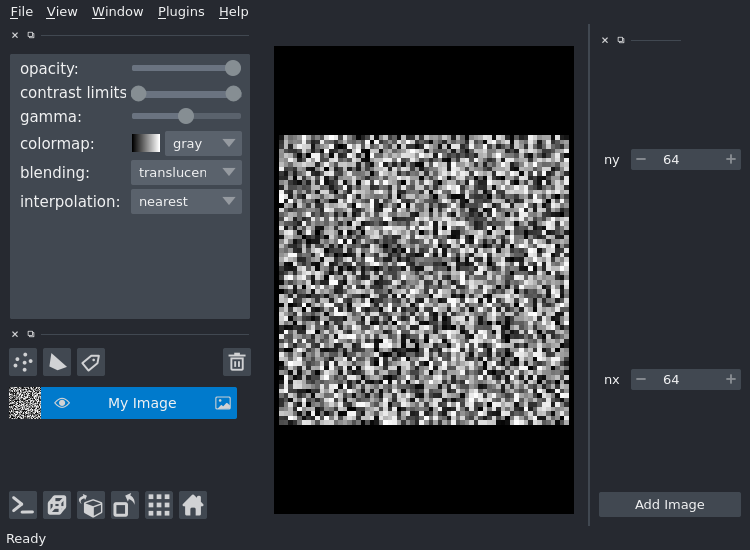 File View Window Plugins Help
opacity:
contrast limits
gamma:
colormap: gray
blending: translucen
interpolation: nearest
ny 64
nx 64
My Image
Add Image
Ready